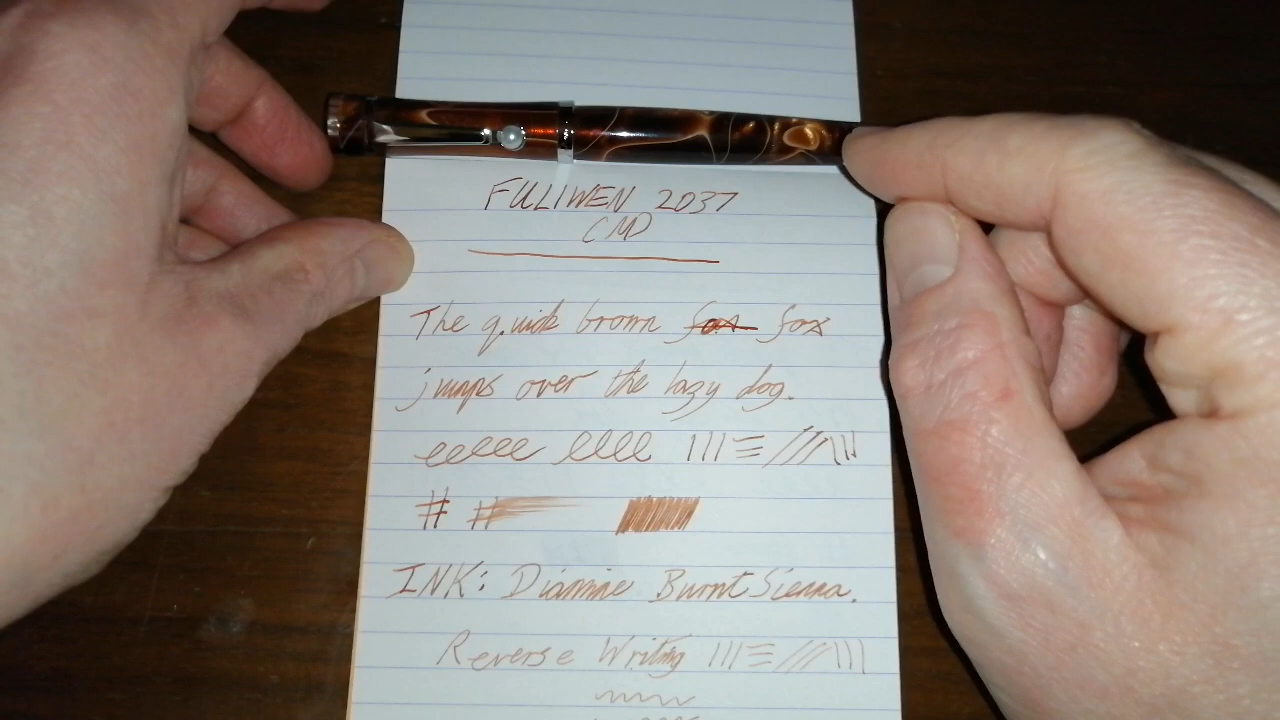 FULIWEN 2037
CMD
The quick brown fox fox
jumps over the lazy dog.
eeeee llll
# #
INK: Diamine Burnt Sienna.
Reverse Writing